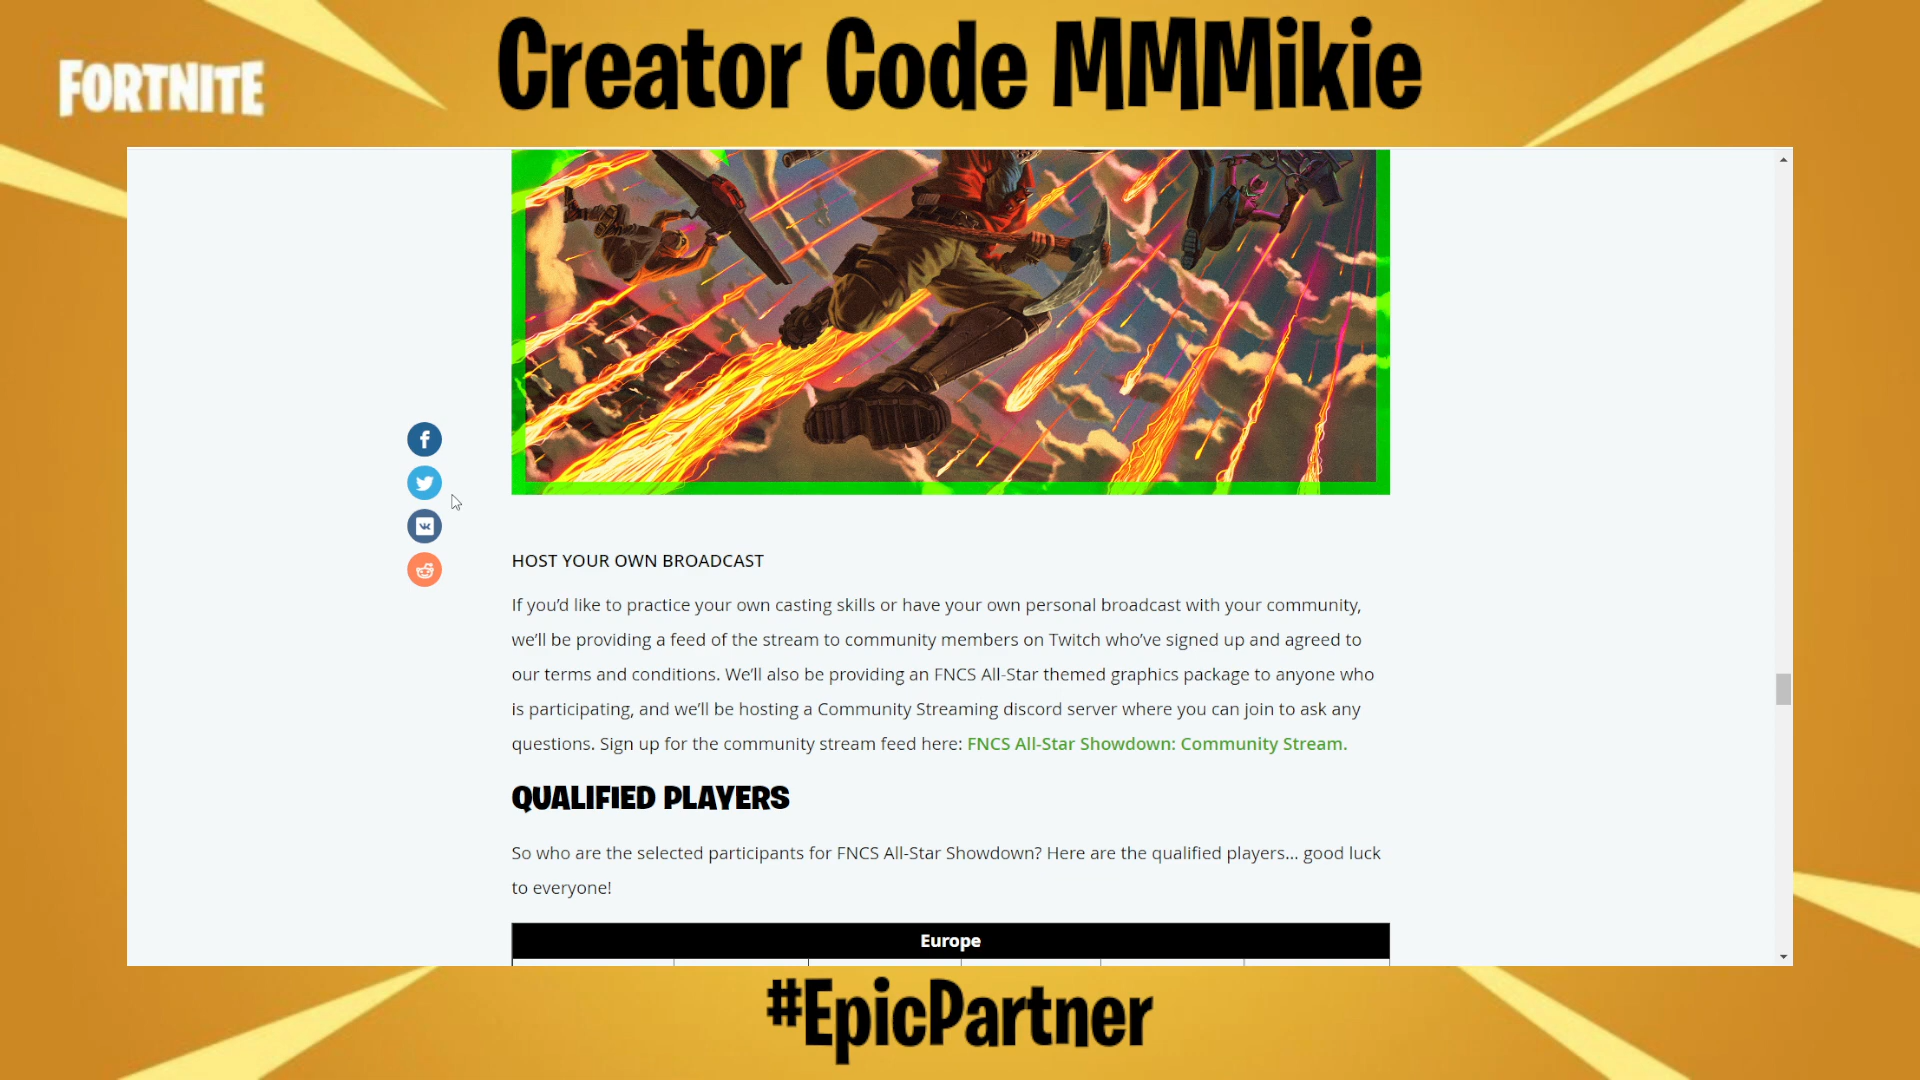 Creator Code MMMikie
FORTNITE
HOST YOUR OWN BROADCAST
If you’d like to practice your own casting skills or have your own personal broadcast with your community,
we’ll be providing a feed of the stream to community members on Twitch who’ve signed up and agreed to
our terms and conditions. We’ll also be providing an FNCS All-Star themed graphics package to anyone who
is participating, and we’ll be hosting a Community Streaming discord server where you can join to ask any
questions. Sign up for the community stream feed here: FNCS All-Star Showdown: Community Stream.
QUALIFIED PLAYERS
So who are the selected participants for FNCS All-Star Showdown? Here are the qualified players... good luck
to everyone!
Europe
#EpicPartner